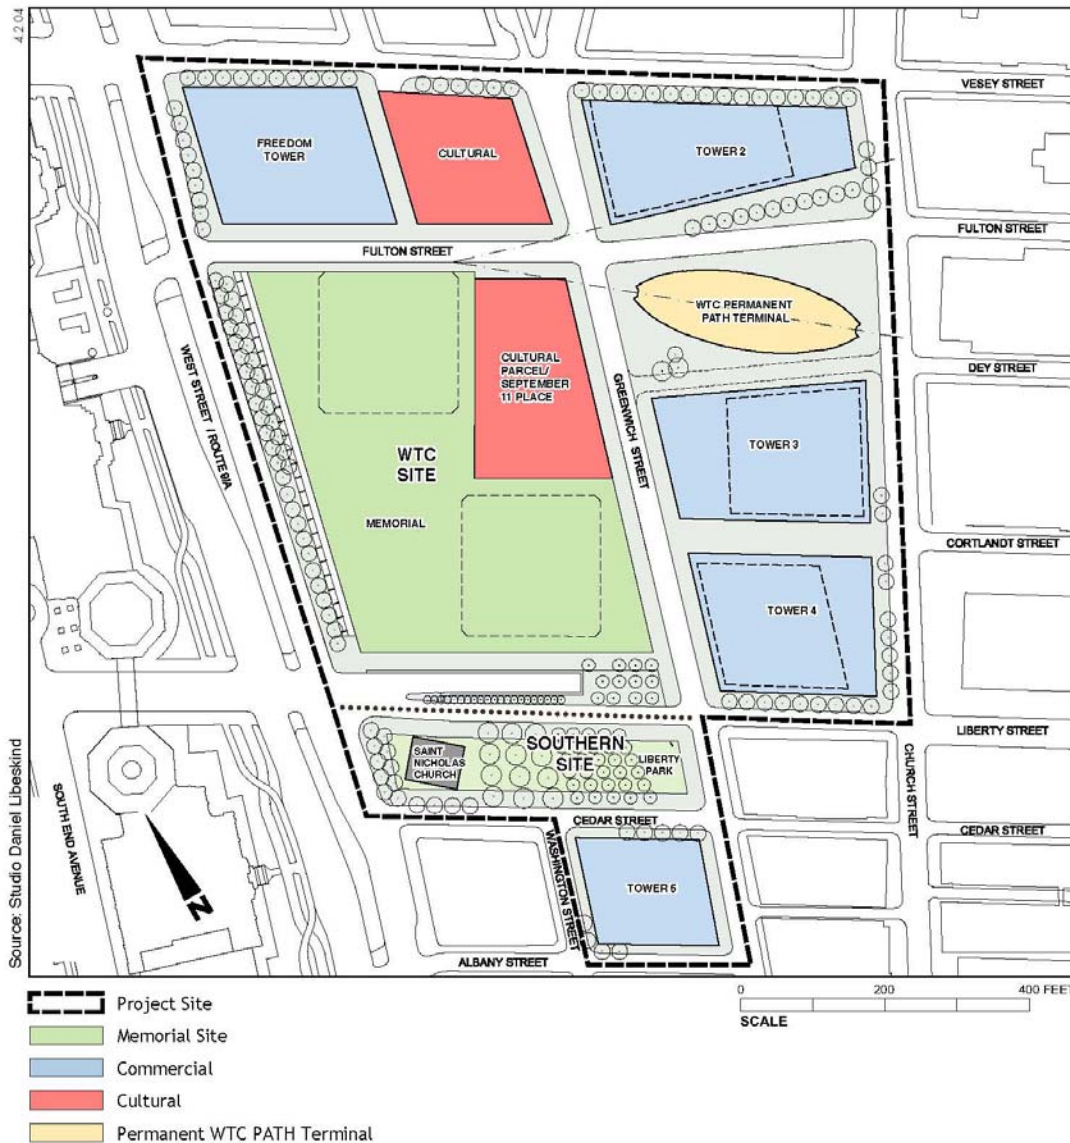 4.2.04
VESEY STREET
FREEDOM
TOWER
CULTURAL
TOWER 2
FULTON STREET
FULTON STREET
WTC PERMANENT
PATH TERMINAL
WEST STREET / ROUTE 9/A
CULTURAL
PARCEL/
SEPTEMBER
11 PLACE
GREENWICH STREET
DEY STREET
WTC
SITE
TOWER 3
MEMORIAL
CORTLANDT STREET
TOWER 4
LIBERTY STREET
SAINT
NICHOLAS
CHURCH
SOUTHERN
SITE
LIBERTY
PARK
CHURCH STREET
SOUTH END AVENUE
CEDAR STREET
CEDAR STREET
N
WASHINGTON STREET
TOWER 5
ALBANY STREET
Source: Studio Daniel Libeskind
Project Site
Memorial Site
Commercial
Cultural
Permanent WTC PATH Terminal
0 200 400 FEET
SCALE